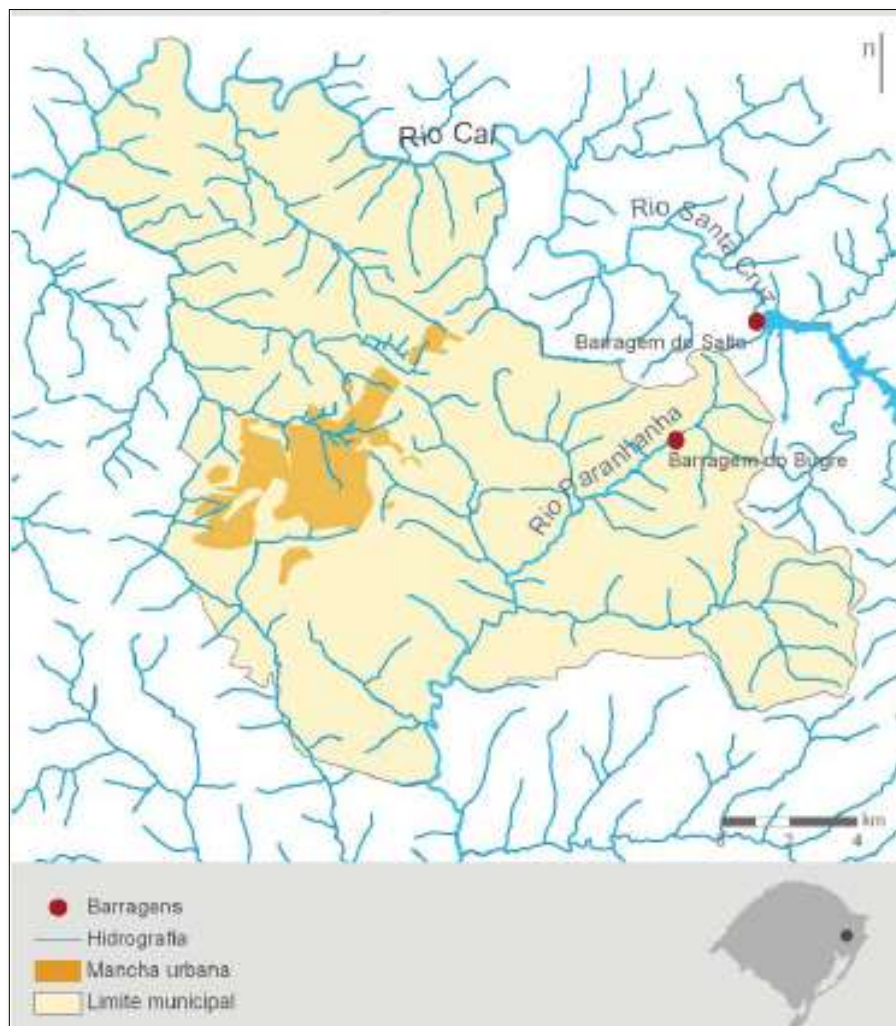 n
Rio Cai
Rio Santa Cruz
Barragem do Salto
Rio Paranhanha
Barragem do Bugre
km
0 2 4
Barragens
Hidrografia
Mancha urbana
Limite municipal